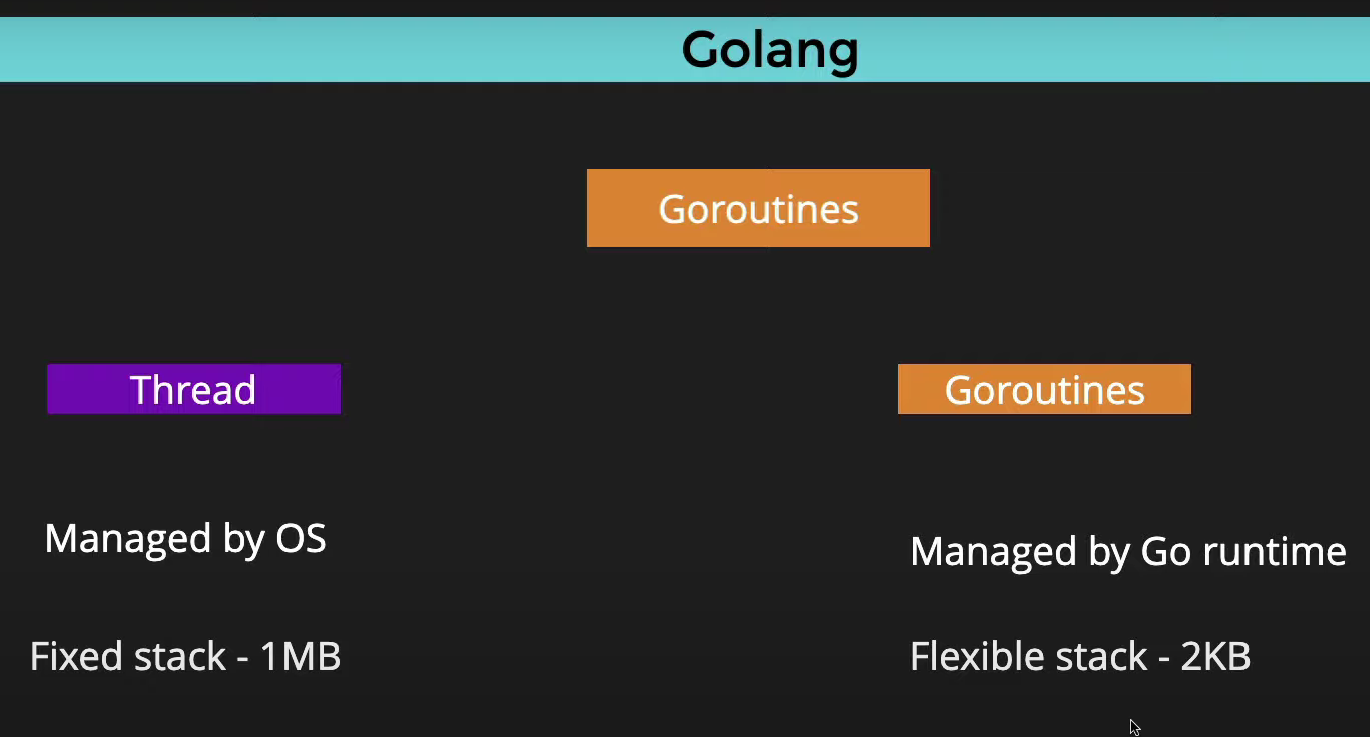 Golang
Goroutines
Thread
Goroutines
Managed by OS
Managed by Go runtime
Fixed stack - 1MB
Flexible stack - 2KB